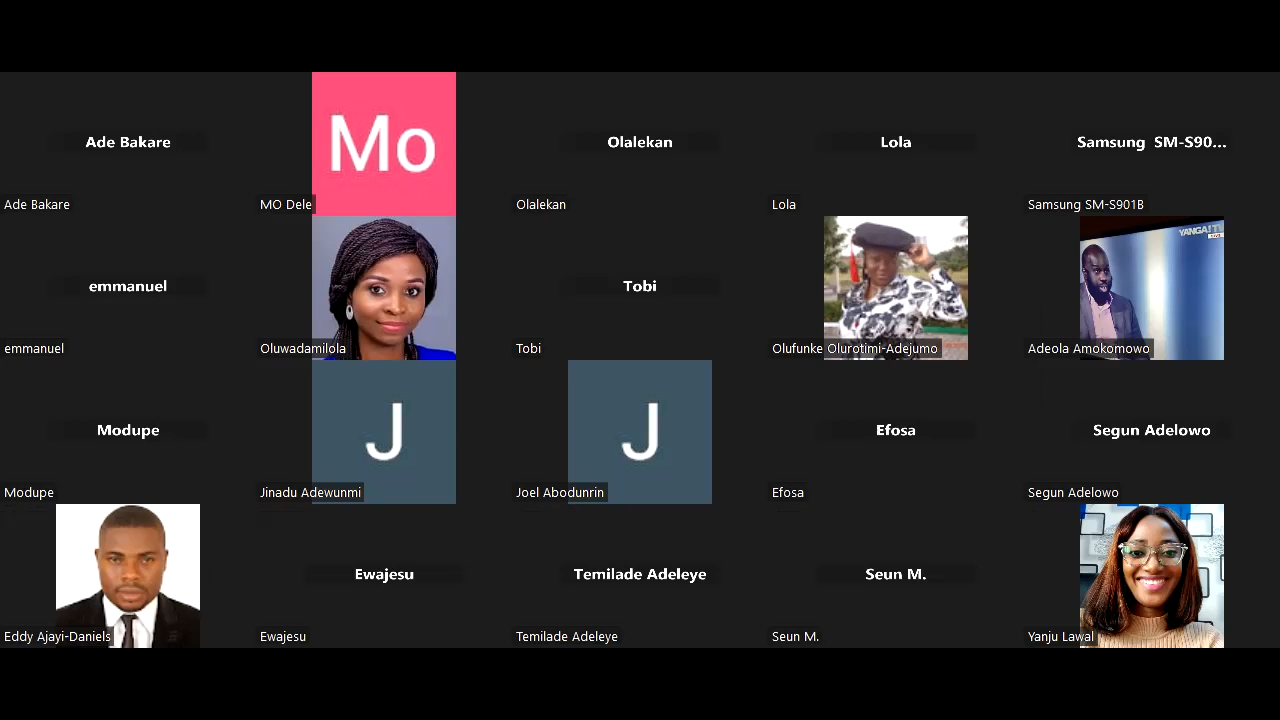 Ade Bakare
Mo
Olalekan
Lola
Samsung SM-S90...
Ade Bakare
MO Dele
Olalekan
Lola
Samsung SM-S901B
emmanuel
Tobi
YANGA! T
emmanuel
Oluwadamilola
Tobi
Olufunke Olurotimi-Adejumo
Adeola Amokomowo
Modupe
J
J
Efosa
Segun Adelowo
Modupe
Jinadu Adewunmi
Joel Abodunrin
Efosa
Segun Adelowo
Ewajesu
Temilade Adeleye
Seun M.
Eddy Ajayi-Daniels
Ewajesu
Temilade Adeleye
Seun M.
Yanju Lawal